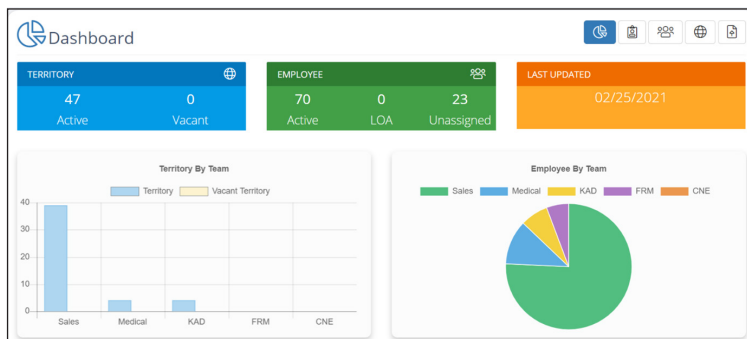 Dashboard
TERRITORY
47 0
Active Vacant
EMPLOYEE
70 0 23
Active LOA Unassigned
LAST UPDATED
02/25/2021
Territory By Team
Territory Vacant Territory
40
30
20
10
0
Sales Medical KAD FRM CNE
Employee By Team
Sales Medical KAD FRM CNE